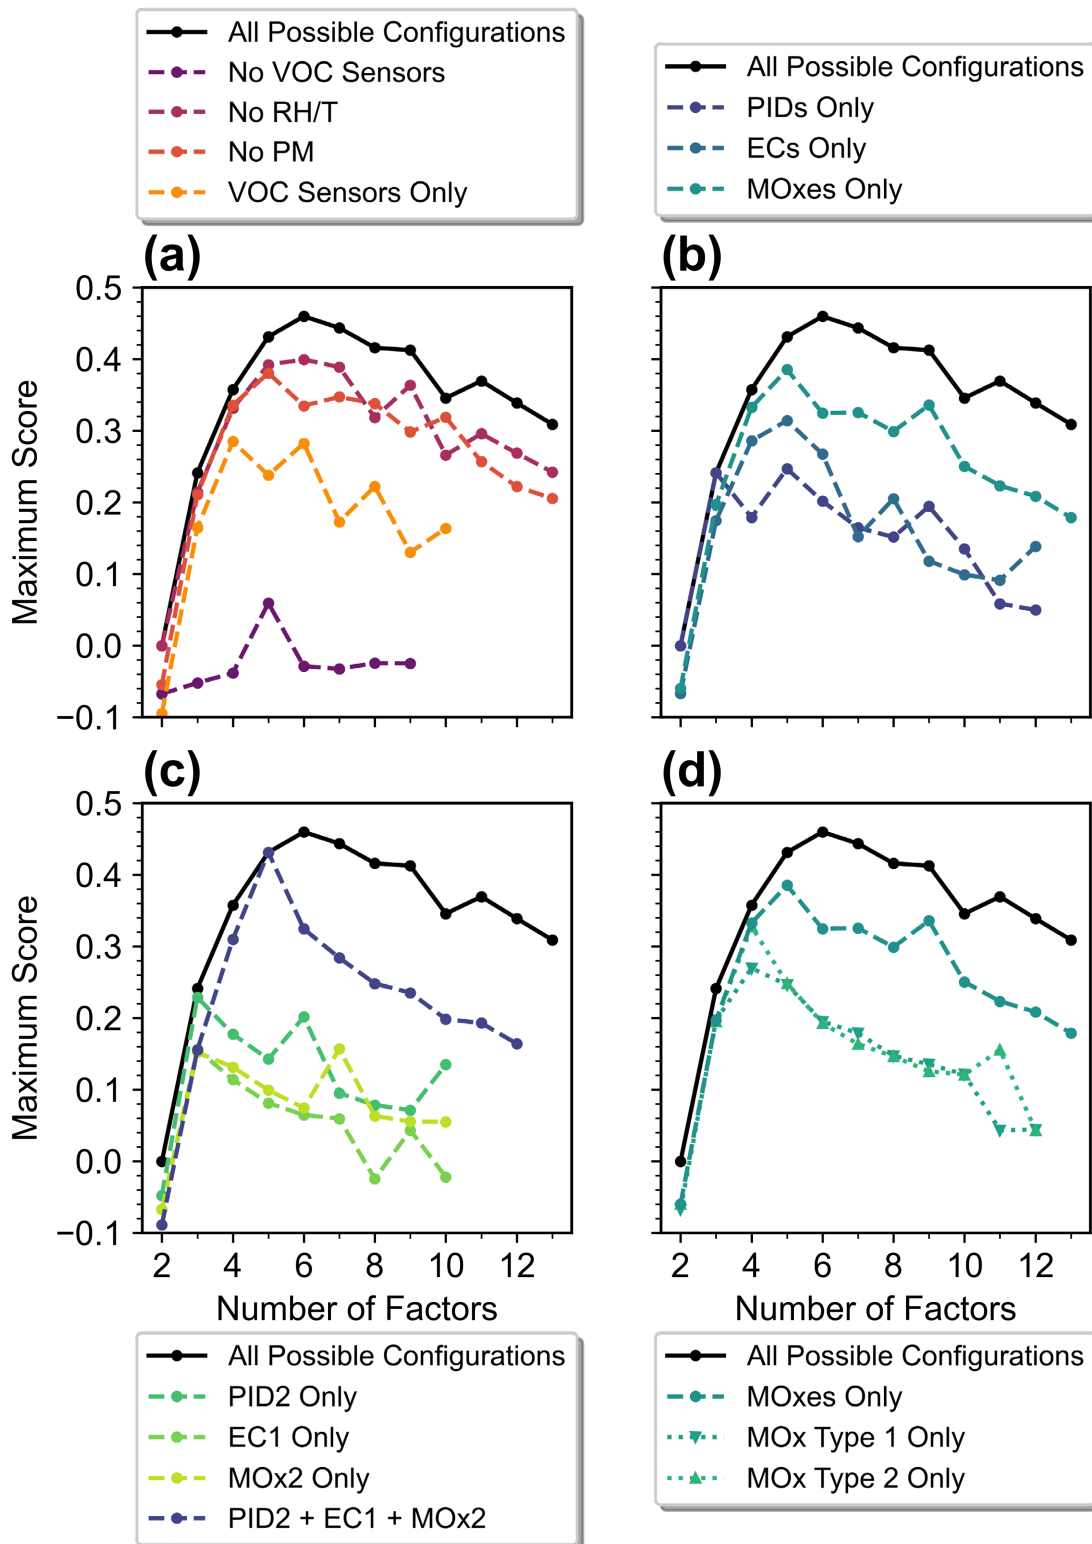 All Possible Configurations
No VOC Sensors
No RH/T
No PM
VOC Sensors Only
All Possible Configurations
PIDs Only
ECs Only
MOxes Only
(a)
(b)
0.5
0.4
0.3
0.2
0.1
0.0
−0.1
Maximum Score
(c)
(d)
0.5
0.4
0.3
0.2
0.1
0.0
−0.1
Maximum Score
2 4 6 8 10 12
2 4 6 8 10 12
Number of Factors
Number of Factors
All Possible Configurations
PID2 Only
EC1 Only
MOx2 Only
PID2 + EC1 + MOx2
All Possible Configurations
MOxes Only
MOx Type 1 Only
MOx Type 2 Only